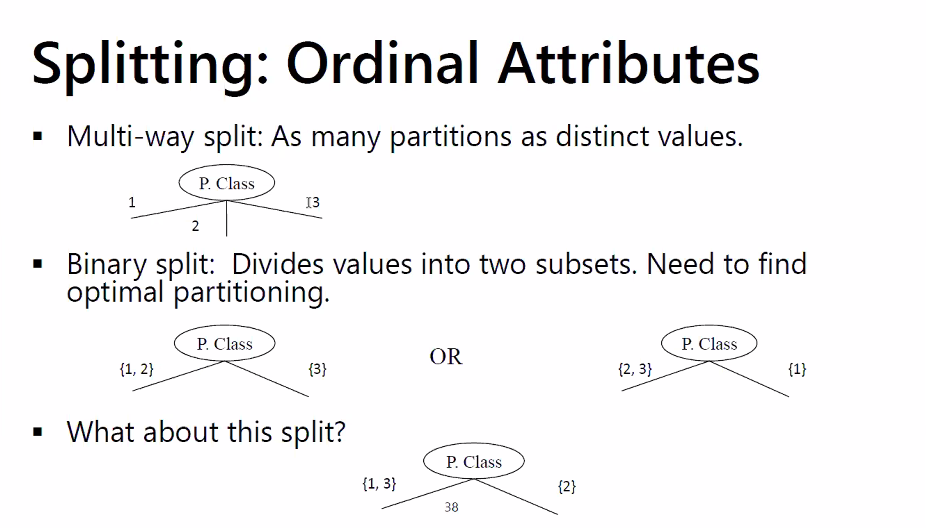 Splitting: Ordinal Attributes
▪ Multi-way split: As many partitions as distinct values.
P. Class
1
3
2
▪ Binary split: Divides values into two subsets. Need to find
optimal partitioning.
P. Class
{1, 2}
{3}
OR
P. Class
{2, 3}
{1}
▪ What about this split?
P. Class
{1, 3}
{2}
38